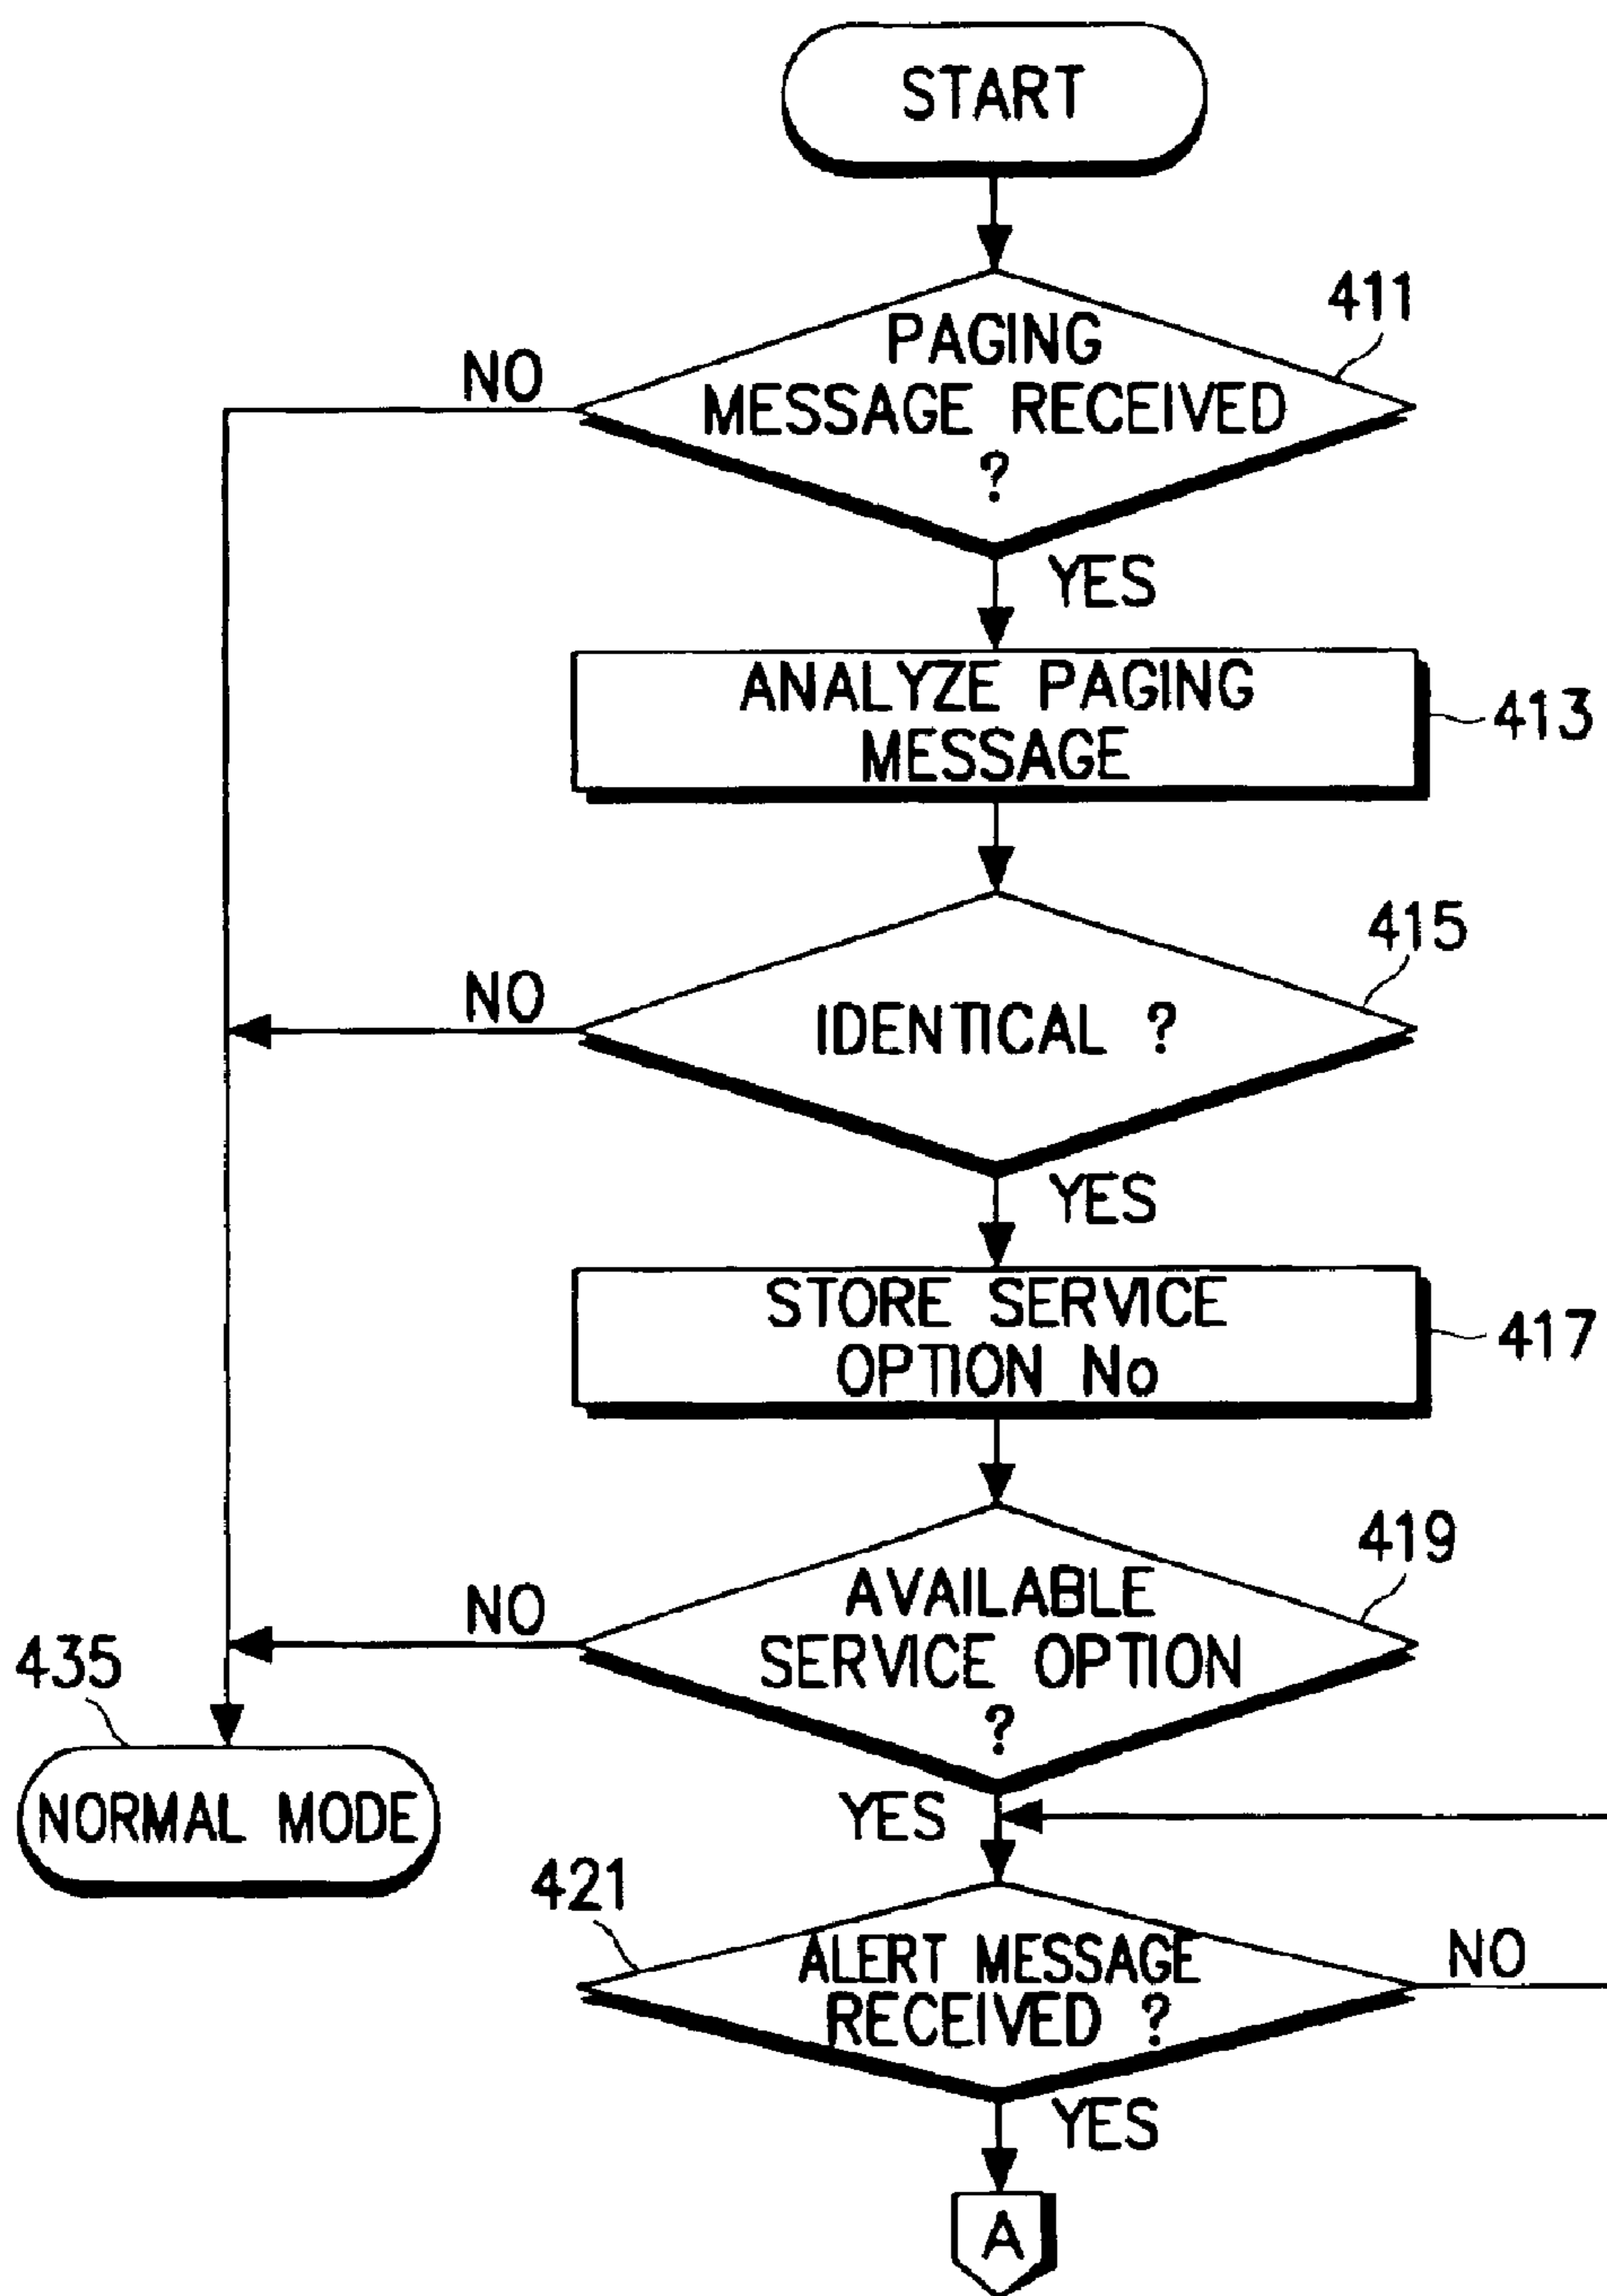 START
411
PAGING
MESSAGE RECEIVED
?
NO
YES
ANALYZE PAGING
MESSAGE
413
415
IDENTICAL ?
NO
YES
STORE SERVICE
OPTION No
417
419
AVAILABLE
SERVICE OPTION
?
NO
YES
435
NORMAL MODE
421
ALERT MESSAGE
RECEIVED ?
NO
YES
A